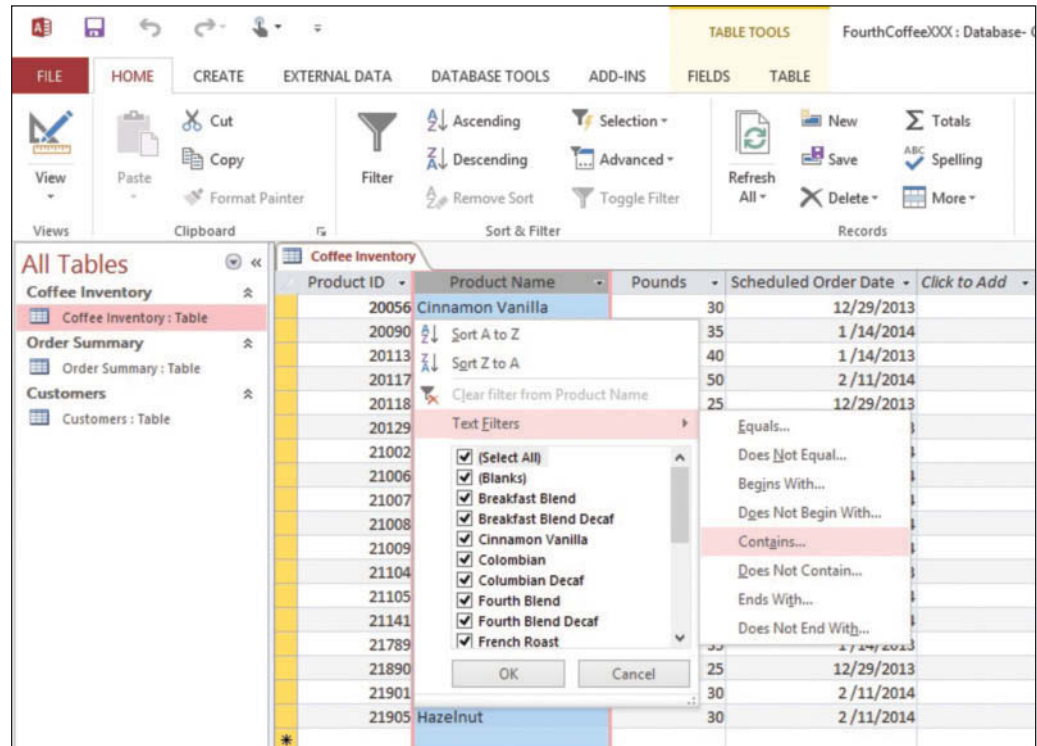 TABLE TOOLS FourthCoffeeXXX : Database-
FILE HOME CREATE EXTERNAL DATA DATABASE TOOLS ADD-INS FIELDS TABLE
View
Views
Paste
Cut
Copy
Format Painter
Clipboard
Filter
Ascending
Descending
Remove Sort
Selection
Advanced
Toggle Filter
Sort & Filter
Refresh
All
New
Save
Delete
Totals
ABC
Spelling
More
Records
All Tables
Coffee Inventory
Coffee Inventory : Table
Order Summary
Order Summary : Table
Customers
Customers : Table
Coffee Inventory
Product ID Product Name Pounds Scheduled Order Date Click to Add
20056 Cinnamon Vanilla 30 12/29/2013
20090 35 1 /14/2014
20113 40 1 /14/2013
20117 50 2 /11/2014
20118 25 12/29/2013
20129
21002
21006
21007
21008
21009
21104
21105
21141
21789
21890 25 12/29/2013
21901 30 2 /11/2014
21905 Hazelnut 30 2 /11/2014
Sort A to Z
Sort Z to A
Clear filter from Product Name
Text Filters
(Select All)
(Blanks)
Breakfast Blend
Breakfast Blend Decaf
Cinnamon Vanilla
Colombian
Columbian Decaf
Fourth Blend
Fourth Blend Decaf
French Roast
OK Cancel
Equals...
Does Not Equal...
Begins With...
Does Not Begin With...
Contains...
Does Not Contain...
Ends With...
Does Not End With...